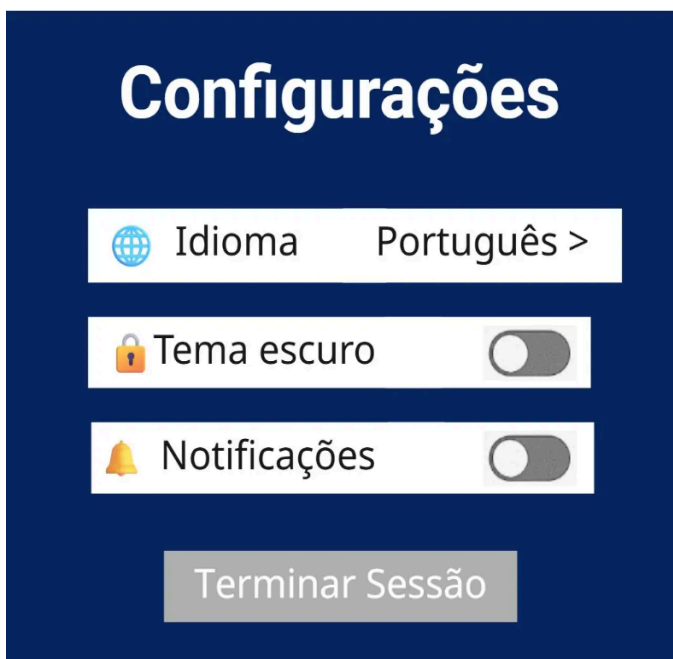 Configurações
Idioma Português >
Tema escuro
Notificações
Terminar Sessão